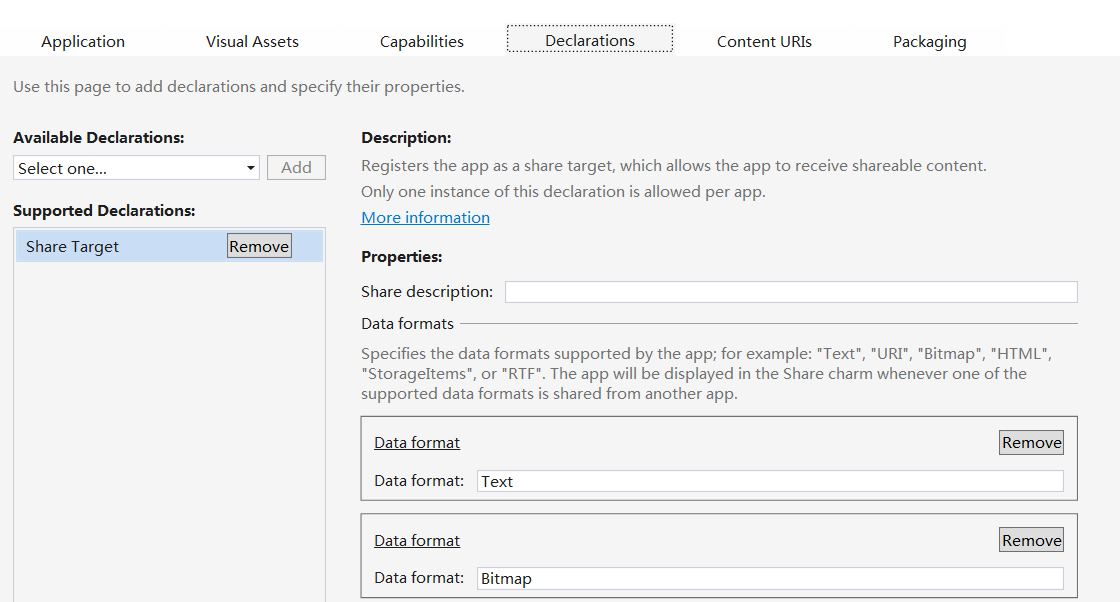 Application Visual Assets Capabilities Declarations Content URIs Packaging
Use this page to add declarations and specify their properties.
Available Declarations:
Select one... Add
Supported Declarations:
Share Target Remove
Description:
Registers the app as a share target, which allows the app to receive shareable content.
Only one instance of this declaration is allowed per app.
More information
Properties:
Share description:
Data formats
Specifies the data formats supported by the app; for example: "Text", "URI", "Bitmap", "HTML",
"StorageItems", or "RTF". The app will be displayed in the Share charm whenever one of the
supported data formats is shared from another app.
Data format Remove
Data format: Text
Data format Remove
Data format: Bitmap